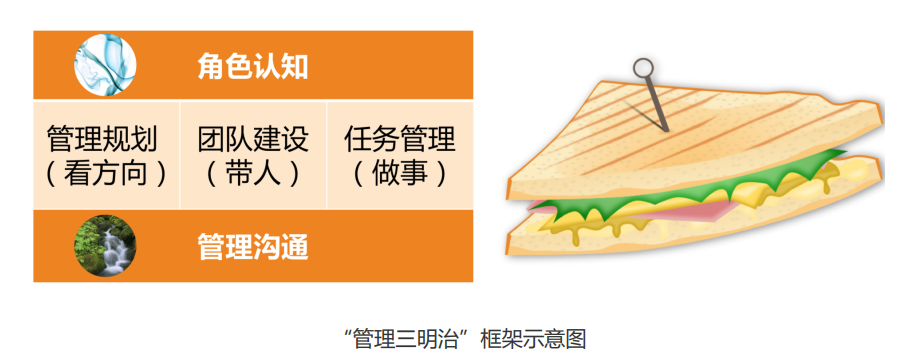 角色认知
管理规划
（看方向）
团队建设
（带人）
任务管理
（做事）
管理沟通
“管理三明治”框架示意图